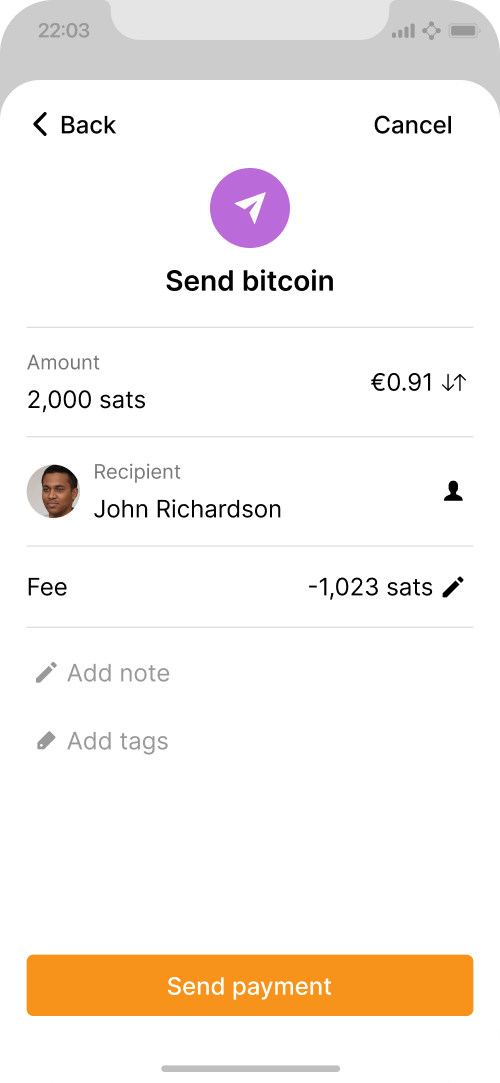 22:03
Back
Cancel
Send bitcoin
Amount
2,000 sats
€0.91
Recipient
John Richardson
Fee
-1,023 sats
Add note
Add tags
Send payment